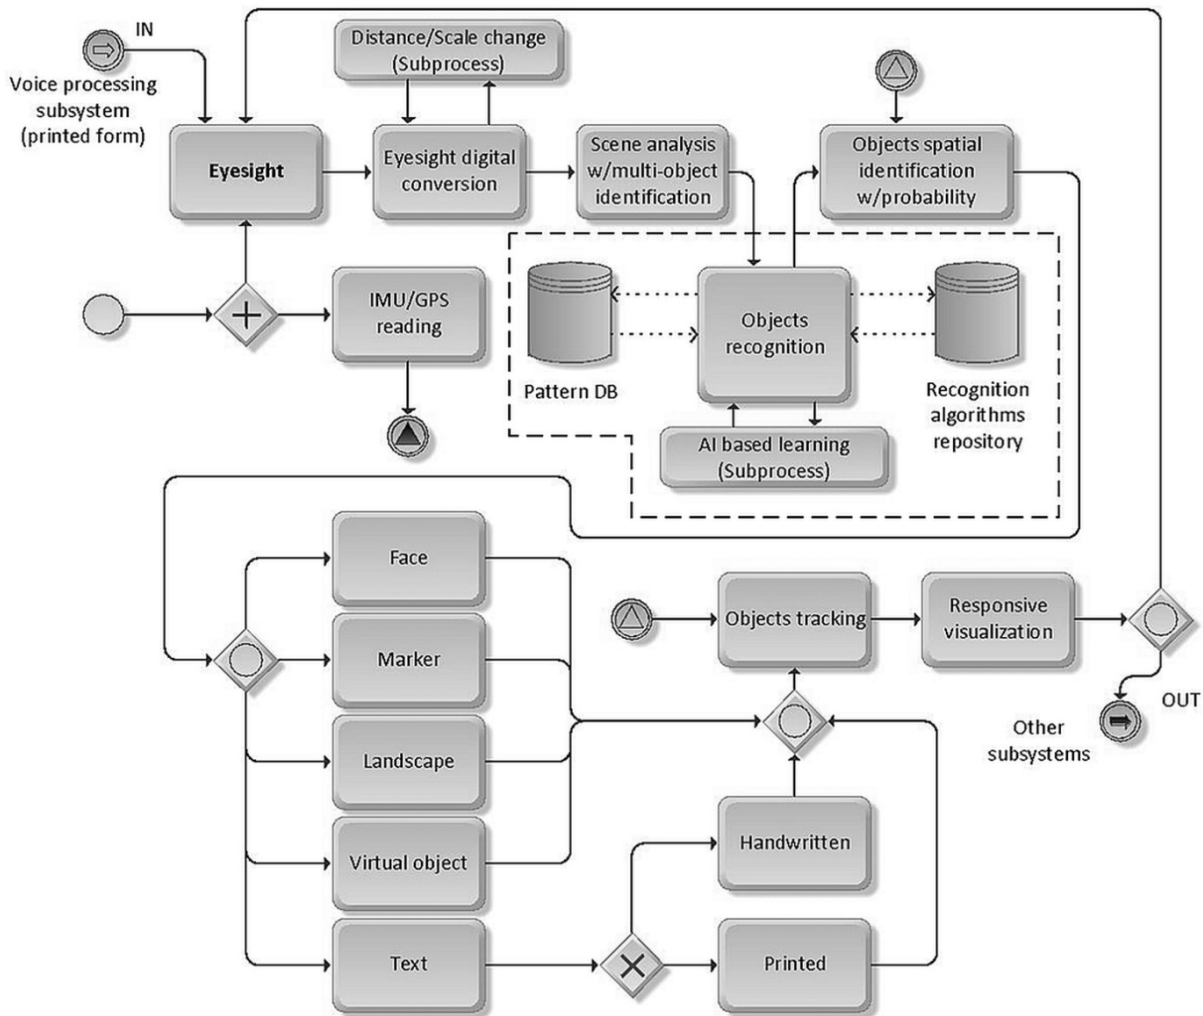 IN
Voice processing
subsystem
(printed form)
Distance/Scale change
(Subprocess)
Eyesight
Eyesight digital
conversion
Scene analysis
w/multi-object
identification
Objects spatial
identification
w/probability
IMU/GPS
reading
Pattern DB
Objects
recognition
Recognition
algorithms
repository
AI based learning
(Subprocess)
Face
Marker
Landscape
Virtual object
Text
Objects tracking
Responsive
visualization
OUT
Other
subsystems
Handwritten
Printed